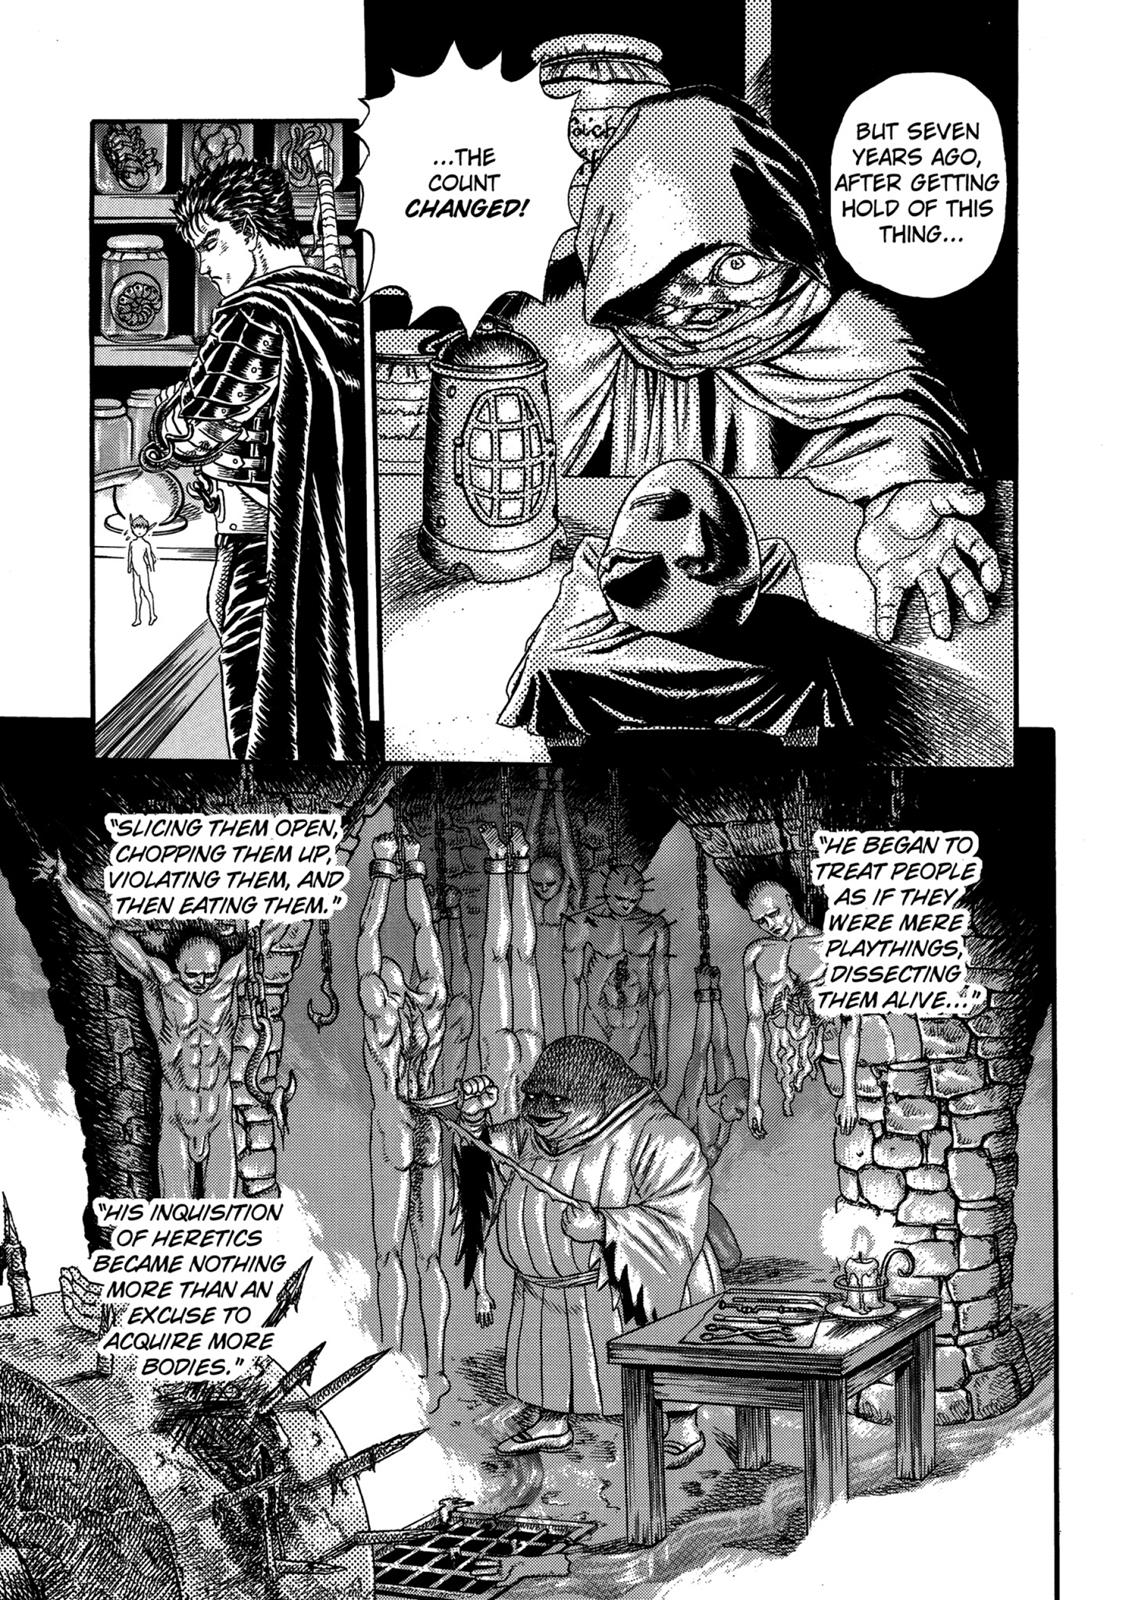 BUT SEVEN
YEARS AGO,
AFTER GETTING
HOLD OF THIS
THING...
...THE
COUNT
CHANGED!
"HE BEGAN TO
TREAT PEOPLE
AS IF THEY
WERE MERE
PLAYTHINGS,
DISSECTING
THEM ALIVE..."
"SLICING THEM OPEN,
CHOPPING THEM UP,
VIOLATING THEM, AND
THEN EATING THEM."
"HIS INQUISITION
OF HERETICS
BECAME NOTHING
MORE THAN AN
EXCUSE TO
ACQUIRE MORE
BODIES."